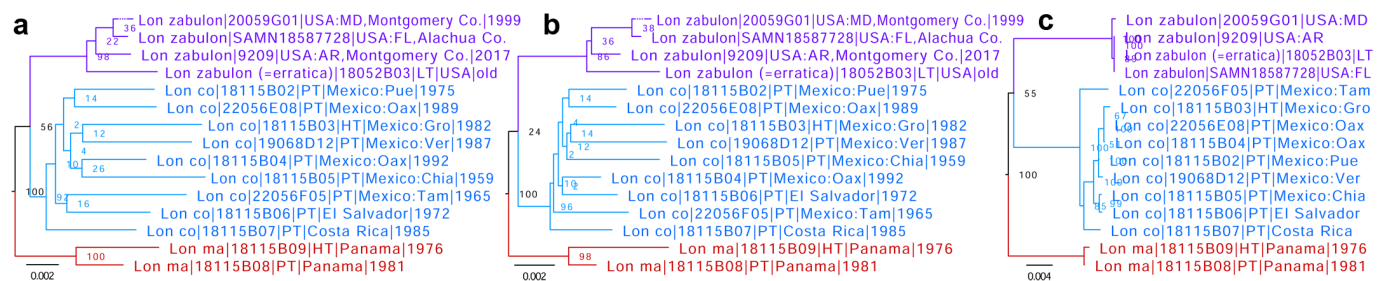 a
Lon zabulon|20059G01|USA:MD,Montgomery Co.|1999
36
Lon zabulon|SAMN18587728|USA:FL,Alachua Co.
22
Lon zabulon|9209|USA:AR,Montgomery Co.|2017
98
Lon zabulon (=erratica)|18052B03|LT|USA|old
Lon co|18115B02|PT|Mexico:Pue|1975
14
Lon co|22056E08|PT|Mexico:Oax|1989
56
2
Lon co|18115B03|HT|Mexico:Gro|1982
12
Lon co|19068D12|PT|Mexico:Ver|1987
4
Lon co|18115B04|PT|Mexico:Oax|1992
10
26
Lon co|18115B05|PT|Mexico:Chia|1959
100
92
Lon co|22056F05|PT|Mexico:Tam|1965
16
Lon co|18115B06|PT|El Salvador|1972
Lon co|18115B07|PT|Costa Rica|1985
Lon ma|18115B09|HT|Panama|1976
100
Lon ma|18115B08|PT|Panama|1981
0.002
b
Lon zabulon|20059G01|USA:MD,Montgomery Co.|1999
38
Lon zabulon|SAMN18587728|USA:FL,Alachua Co.
36
Lon zabulon|9209|USA:AR,Montgomery Co.|2017
86
Lon zabulon (=erratica)|18052B03|LT|USA|old
Lon co|18115B02|PT|Mexico:Pue|1975
14
Lon co|22056E08|PT|Mexico:Oax|1989
24
4
Lon co|18115B03|HT|Mexico:Gro|1982
14
Lon co|19068D12|PT|Mexico:Ver|1987
12
2
Lon co|18115B05|PT|Mexico:Chia|1959
Lon co|18115B04|PT|Mexico:Oax|1992
10
2
100
Lon co|18115B06|PT|El Salvador|1972
96
Lon co|22056F05|PT|Mexico:Tam|1965
Lon co|18115B07|PT|Costa Rica|1985
Lon ma|18115B09|HT|Panama|1976
98
Lon ma|18115B08|PT|Panama|1981
0.002
c
Lon zabulon|20059G01|USA:MD
Lon zabulon|9209|USA:AR
100
Lon zabulon (=erratica)|18052B03|LT
Lon zabulon|SAMN18587728|USA:FL
55
Lon co|22056F05|PT|Mexico:Tam
Lon co|18115B03|HT|Mexico:Gro
67
Lon co|22056E08|PT|Mexico:Oax
100
Lon co|18115B04|PT|Mexico:Oax
Lon co|18115B02|PT|Mexico:Pue
100
Lon co|19068D12|PT|Mexico:Ver
100
Lon co|18115B05|PT|Mexico:Chia
85
99
Lon co|18115B06|PT|El Salvador
Lon co|18115B07|PT|Costa Rica
Lon ma|18115B09|HT|Panama|1976
Lon ma|18115B08|PT|Panama|1981
0.004